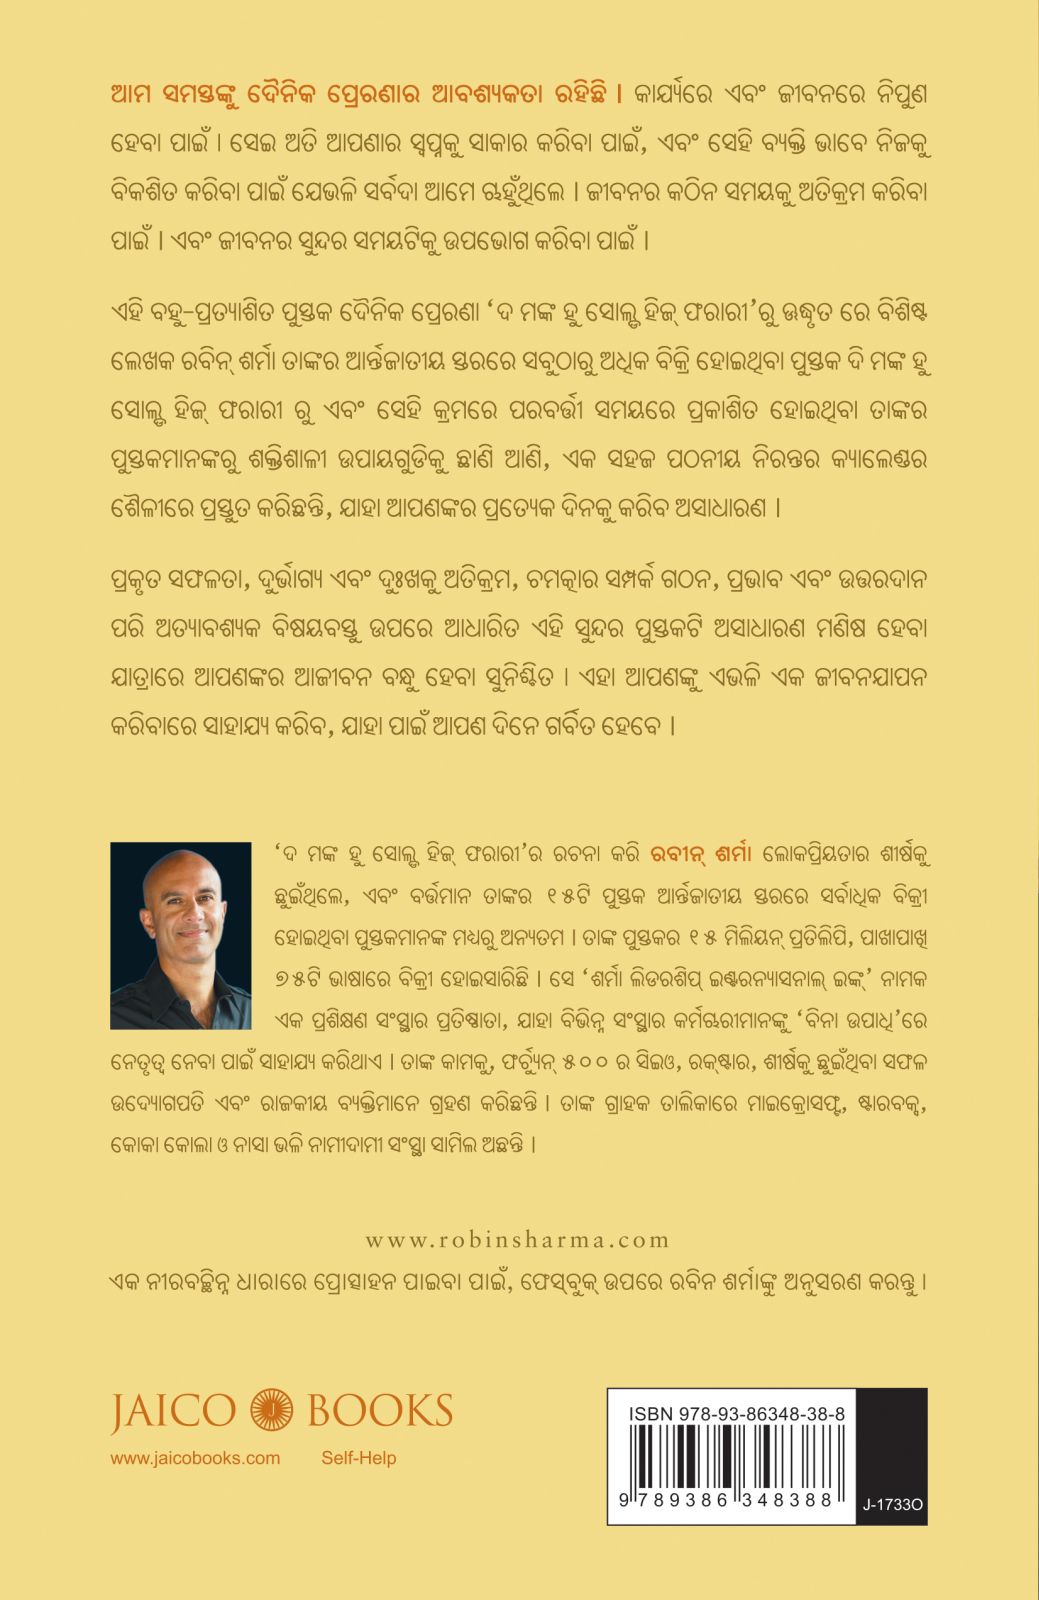 ଆମ ସମସ୍ତଙ୍କୁ ଦୈନିକ ପ୍ରେରଣାର ଆବଶ୍ୟକତା ରହିଛି । କାର୍ଯ୍ୟରେ ଏବଂ ଜୀବନରେ ନିପୁଣ
ହେବା ପାଇଁ । ସେଇ ଅତି ଆପଣାର ସ୍ୱପ୍ନକୁ ସାକାର କରିବା ପାଇଁ, ଏବଂ ସେହି ବ୍ୟକ୍ତି ଭାବେ ନିଜକୁ
ବିକଶିତ କରିବା ପାଇଁ ଯେଭଳି ସର୍ବଦା ଆମେ ଚାହୁଁଥିଲେ । ଜୀବନର କଠିନ ସମୟକୁ ଅତିକ୍ରମ କରିବା
ପାଇଁ । ଏବଂ ଜୀବନର ସୁନ୍ଦର ସମୟଟିକୁ ଉପଭୋଗ କରିବା ପାଇଁ ।
ଏହି ବହୁ-ପ୍ରତ୍ୟାଶିତ ପୁସ୍ତକ ଦୈନିକ ପ୍ରେରଣା ‘ଦ ମଙ୍କ ହୁ ସୋଲ୍ଡ ହିଜ୍ ଫରାରୀ’ରୁ ଊଦ୍ଧୃତ ରେ ବିଶିଷ୍ଟ
ଲେଖକ ରବିନ୍ ଶର୍ମା ତାଙ୍କର ଆର୍ନ୍ତଜାତୀୟ ସ୍ତରରେ ସବୁଠାରୁ ଅଧିକ ବିକ୍ରି ହୋଇଥିବା ପୁସ୍ତକ ଦି ମଙ୍କ ହୁ
ସୋଲ୍ଡ ହିଜ୍ ଫରାରୀ ରୁ ଏବଂ ସେହି କ୍ରମରେ ପରବର୍ତ୍ତୀ ସମୟରେ ପ୍ରକାଶିତ ହୋଇଥିବା ତାଙ୍କର
ପୁସ୍ତକମାନଙ୍କରୁ ଶକ୍ତିଶାଳୀ ଉପାୟଗୁଡିକୁ ଛାଣି ଆଣି, ଏକ ସହଜ ପଠନୀୟ ନିରନ୍ତର କ୍ୟାଲେଣ୍ଡର
ଶୈଳୀରେ ପ୍ରସ୍ତୁତ କରିଛନ୍ତି, ଯାହା ଆପଣଙ୍କର ପ୍ରତ୍ୟେକ ଦିନକୁ କରିବ ଅସାଧାରଣ ।
ପ୍ରକୃତ ସଫଳତା, ଦୁର୍ଭାଗ୍ୟ ଏବଂ ଦୁଃଖକୁ ଅତିକ୍ରମ, ଚମତ୍କାର ସମ୍ପର୍କ ଗଠନ, ପ୍ରଭାବ ଏବଂ ଉତ୍ତରଦାନ
ପରି ଅତ୍ୟାବଶ୍ୟକ ବିଷୟବସ୍ତୁ ଉପରେ ଆଧାରିତ ଏହି ସୁନ୍ଦର ପୁସ୍ତକଟି ଅସାଧାରଣ ମଣିଷ ହେବା
ଯାତ୍ରାରେ ଆପଣଙ୍କର ଆଜୀବନ ବନ୍ଧୁ ହେବା ସୁନିଶ୍ଚିତ । ଏହା ଆପଣଙ୍କୁ ଏଭଳି ଏକ ଜୀବନଯାପନ
କରିବାରେ ସାହାଯ୍ୟ କରିବ, ଯାହା ପାଇଁ ଆପଣ ଦିନେ ଗର୍ବିତ ହେବେ ।
‘ଦ ମଙ୍କ ହୁ ସୋଲ୍ଡ ହିଜ୍ ଫରାରୀ’ର ରଚନା କରି ରବୀନ୍ ଶର୍ମା ଲୋକପ୍ରିୟତାର ଶୀର୍ଷକୁ
ଛୁଇଁଥିଲେ, ଏବଂ ବର୍ତ୍ତମାନ ତାଙ୍କର ୧୫ଟି ପୁସ୍ତକ ଆର୍ନ୍ତଜାତୀୟ ସ୍ତରରେ ସର୍ବାଧିକ ବିକ୍ରୀ
ହୋଇଥିବା ପୁସ୍ତକମାନଙ୍କ ମଧ୍ୟରୁ ଅନ୍ୟତମ । ତାଙ୍କ ପୁସ୍ତକର ୧୫ ମିଲିୟନ୍ ପ୍ରତିଲିପି, ପାଖାପାଖି
୭୫ଟି ଭାଷାରେ ବିକ୍ରୀ ହୋଇସାରିଛି । ସେ ‘ଶର୍ମା ଲିଡରଶିପ୍ ଇଣ୍ଟରନ୍ୟାସନାଲ୍ ଇଙ୍କ୍’ ନାମକ
ଏକ ପ୍ରଶିକ୍ଷଣ ସଂସ୍ଥାର ପ୍ରତିଷ୍ଠାତା, ଯାହା ବିଭିନ୍ନ ସଂସ୍ଥାର କର୍ମଚାରୀମାନଙ୍କୁ ‘ବିନା ଉପାଧି’ରେ
ନେତୃତ୍ୱ ନେବା ପାଇଁ ସାହାଯ୍ୟ କରିଥାଏ । ତାଙ୍କ କାମକୁ, ଫର୍ଚ୍ୟୁନ୍ ୫୦୦ ର ସିଇଓ, ରକ୍‌ଷ୍ଟାର, ଶୀର୍ଷକୁ ଛୁଇଁଥିବା ସଫଳ
ଉଦ୍ୟୋଗପତି ଏବଂ ରାଜକୀୟ ବ୍ୟକ୍ତିମାନେ ଗ୍ରହଣ କରିଛନ୍ତି । ତାଙ୍କ ଗ୍ରାହକ ତାଲିକାରେ ମାଇକ୍ରୋସଫ୍ଟ, ଷ୍ଟାରବକ୍ସ,
କୋକା କୋଲା ଓ ନାସା ଭଳି ନାମୀଦାମୀ ସଂସ୍ଥା ସାମିଲ ଅଛନ୍ତି ।
www.robinsharma.com
ଏକ ନୀରବଚ୍ଛିନ୍ନ ଧାରାରେ ପ୍ରୋତ୍ସାହନ ପାଇବା ପାଇଁ, ଫେସ୍‌ବୁକ୍ ଉପରେ ରବିନ ଶର୍ମାଙ୍କୁ ଅନୁସରଣ କରନ୍ତୁ ।
JAICO J BOOKS
www.jaicobooks.com Self-Help
ISBN 978-93-86348-38-8
9 789386 348388
J-1733O